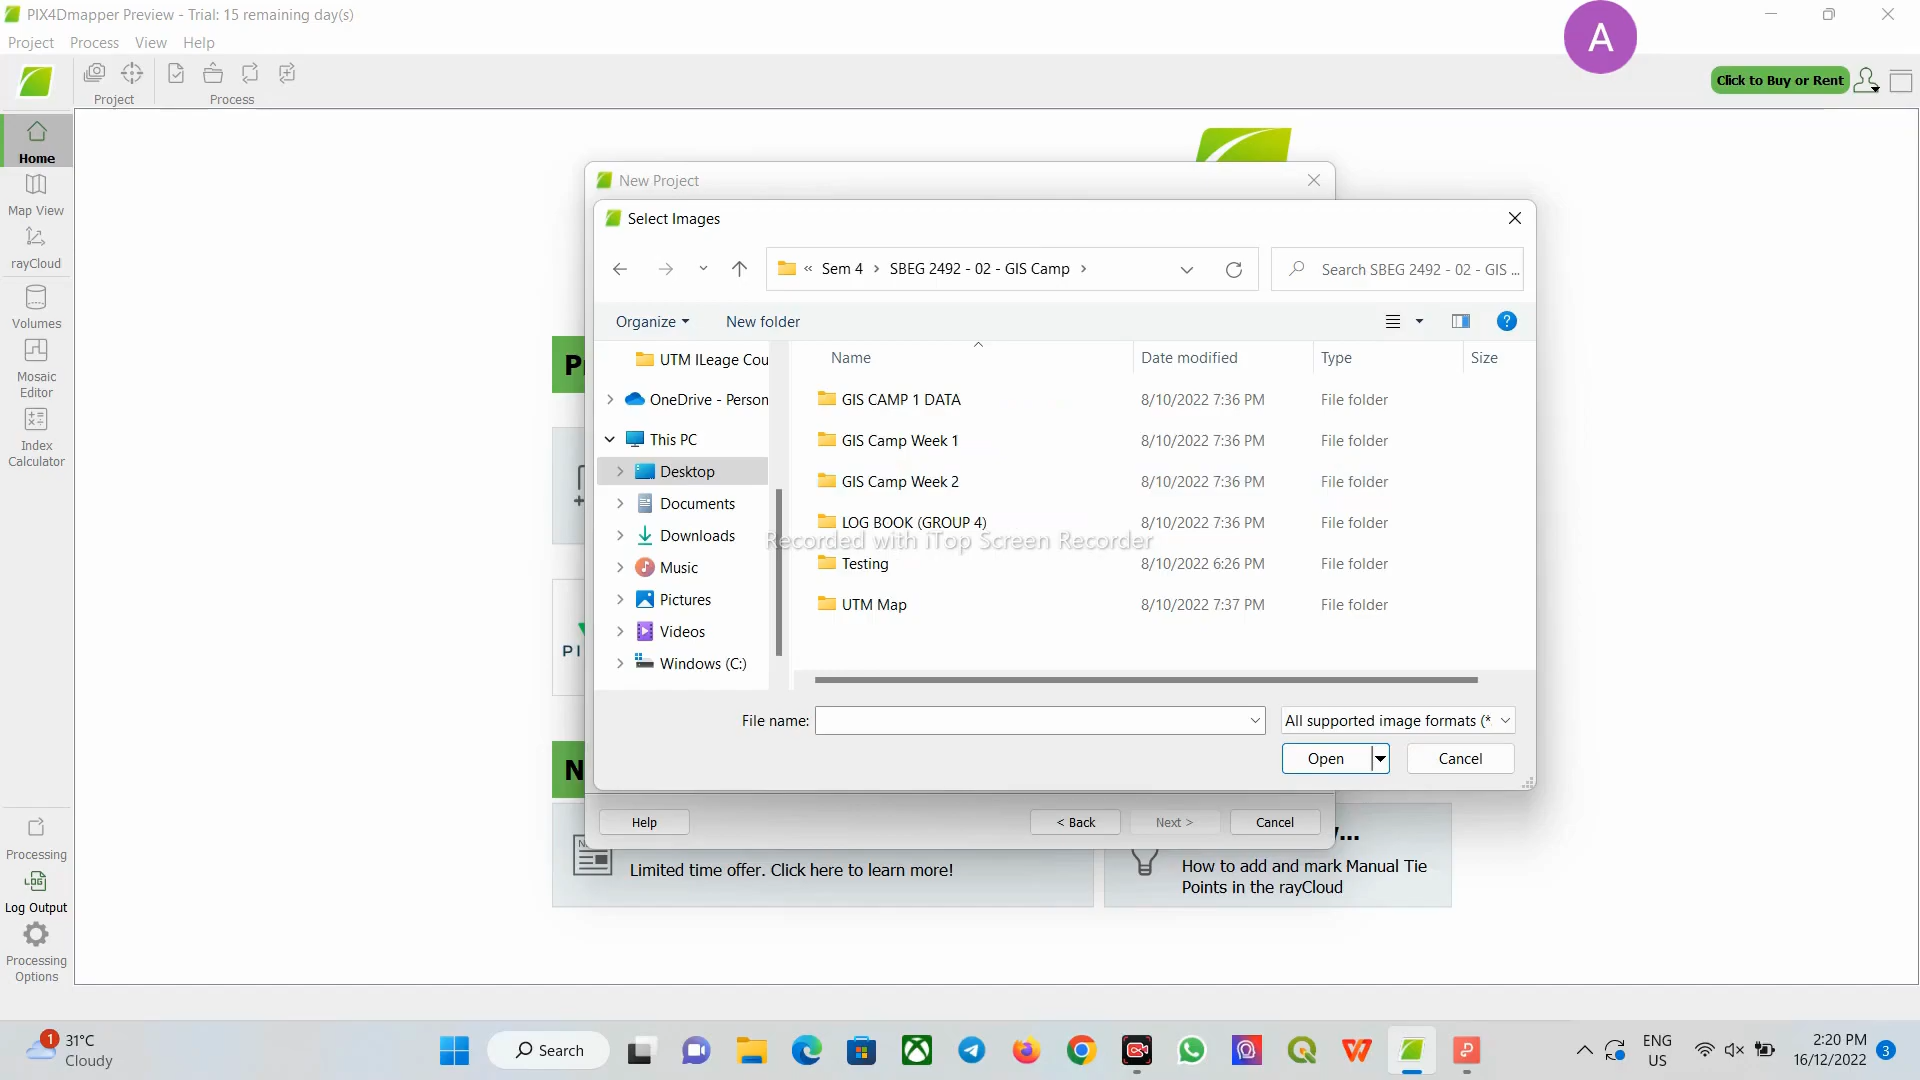 PIX4Dmapper Preview - Trial: 15 remaining day(s)
Project Process View Help
A
Project
Process
Click to Buy or Rent
Home
Map View
rayCloud
Volumes
Mosaic
Editor
Index
Calculator
Processing
Log Output
Processing
Options
New Project
Select Images
« Sem 4 > SBEG 2492 - 02 - GIS Camp >
Search SBEG 2492 - 02 - GIS ...
Organize
New folder
UTM ILeage Cou
OneDrive - Person
This PC
Desktop
Documents
Downloads
Music
Pictures
Videos
Windows (C:)
Name Date modified Type Size
GIS CAMP 1 DATA 8/10/2022 7:36 PM File folder
GIS Camp Week 1 8/10/2022 7:36 PM File folder
GIS Camp Week 2 8/10/2022 7:36 PM File folder
LOG BOOK (GROUP 4) 8/10/2022 7:36 PM File folder
Recorded with iTop Screen Recorder
Testing 8/10/2022 6:26 PM File folder
UTM Map 8/10/2022 7:37 PM File folder
File name:
All supported image formats (*
Open
Cancel
Help
< Back
Next >
Cancel
P
PI
N
Limited time offer. Click here to learn more!
...
How to add and mark Manual Tie
Points in the rayCloud
1
31°C
Cloudy
Search
ENG
US
2:20 PM
16/12/2022
3